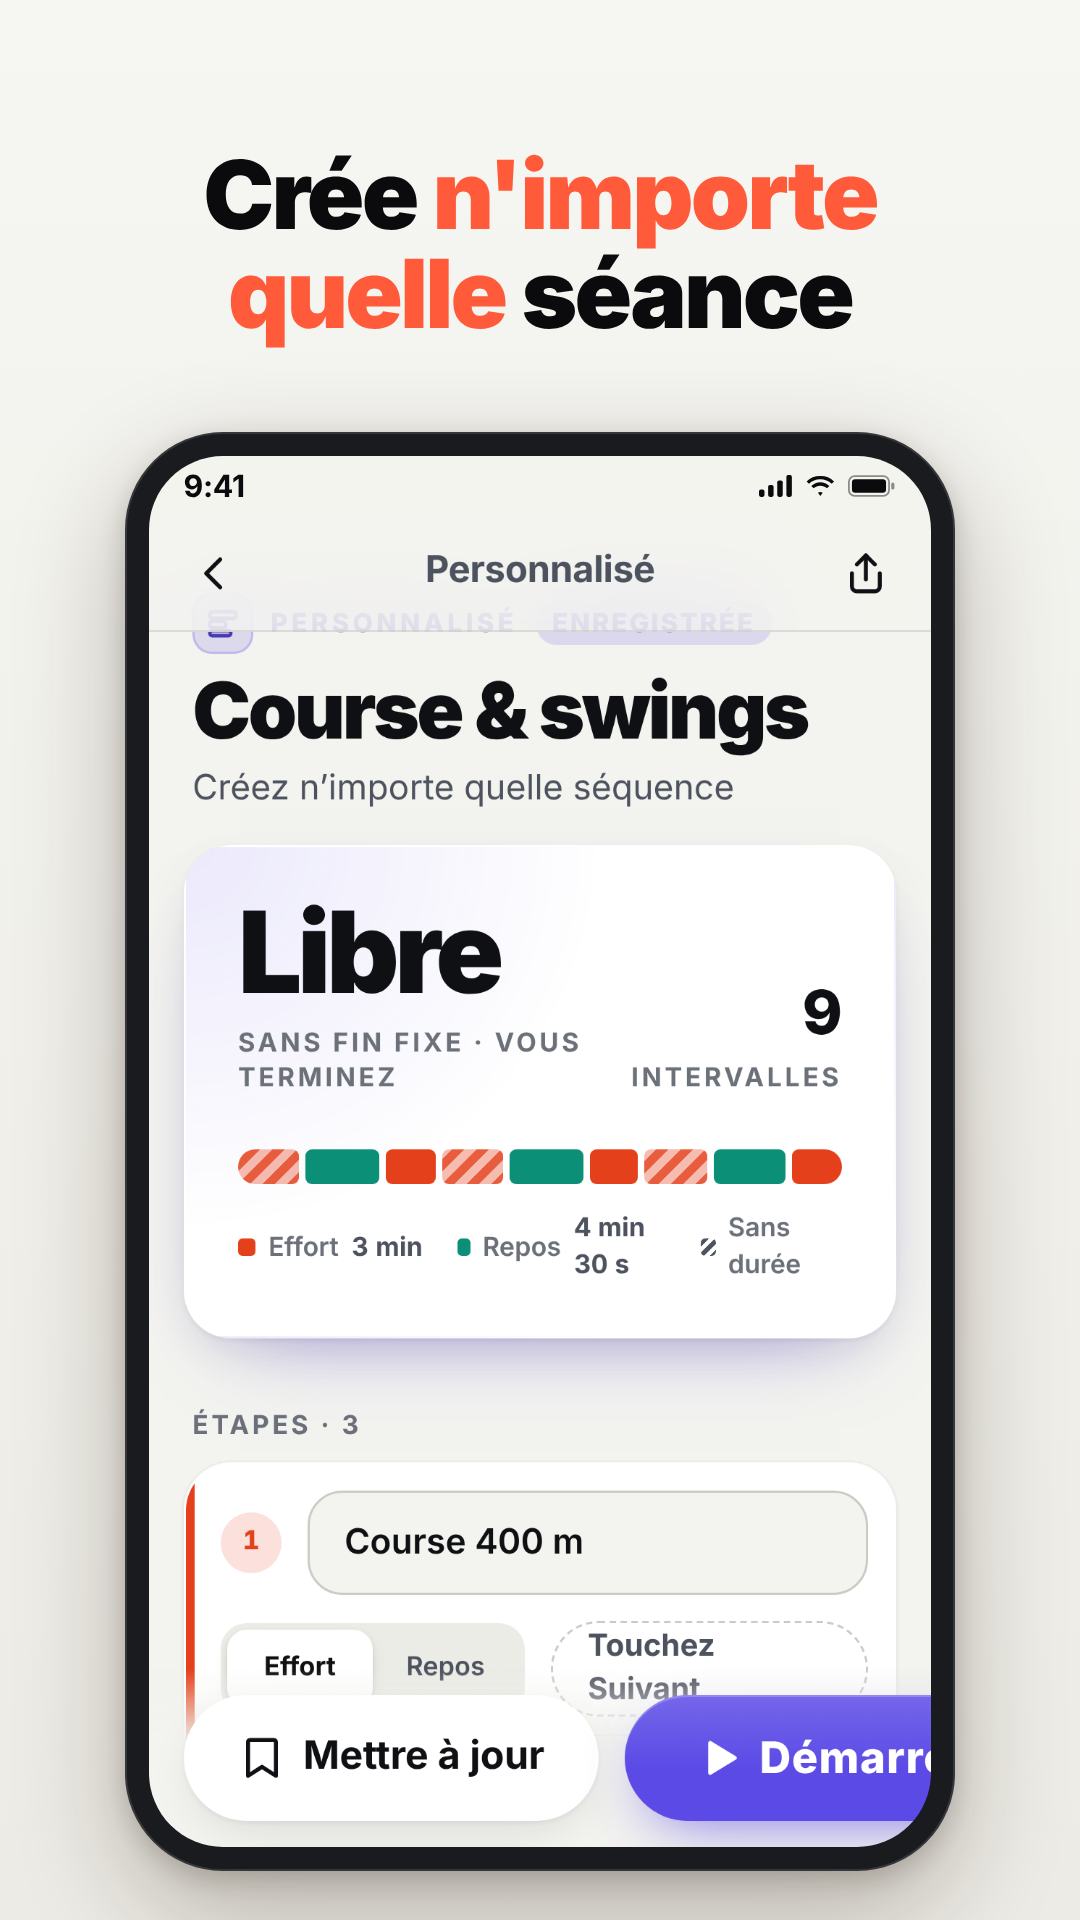 Crée n'importe
quelle séance
9:41
Personnalisé
PERSONNALISÉ ENREGISTRÉE
Course & swings
Créez n’importe quelle séquence
Libre
9
SANS FIN FIXE · VOUS
TERMINEZ
INTERVALLES
Effort 3 min Repos 4 min 30 s Sans durée
ÉTAPES · 3
1 Course 400 m
Effort Repos Touchez Suivant
Mettre à jour